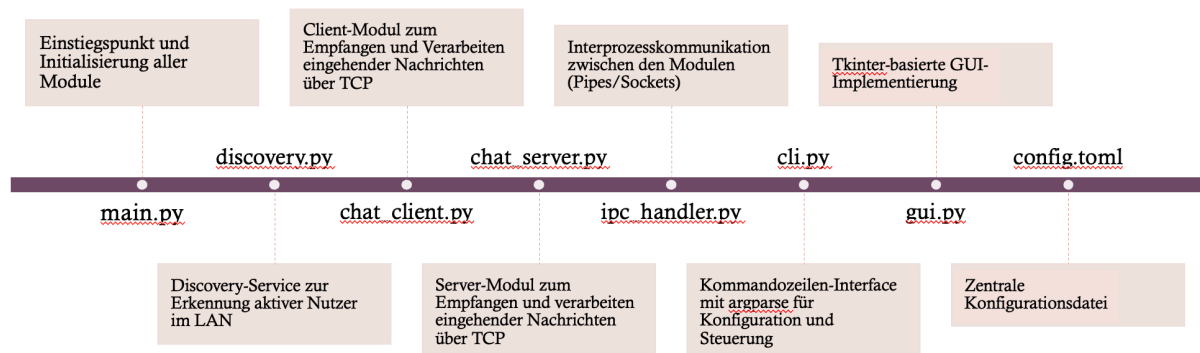 Einstiegspunkt und
Initialisierung aller
Module
Client-Modul zum
Empfangen und Verarbeiten
eingehender Nachrichten
über TCP
Interprozesskommunikation
zwischen den Modulen
(Pipes/Sockets)
Tkinter-basierte GUI-
Implementierung
discovery.py
chat_server.py
cli.py
config.toml
main.py
chat_client.py
ipc_handler.py
gui.py
Discovery-Service zur
Erkennung aktiver Nutzer
im LAN
Server-Modul zum
Empfangen und verarbeiten
eingehender Nachrichten
über TCP
Kommandozeilen-Interface
mit argparse für
Konfiguration und
Steuerung
Zentrale
Konfigurationsdatei